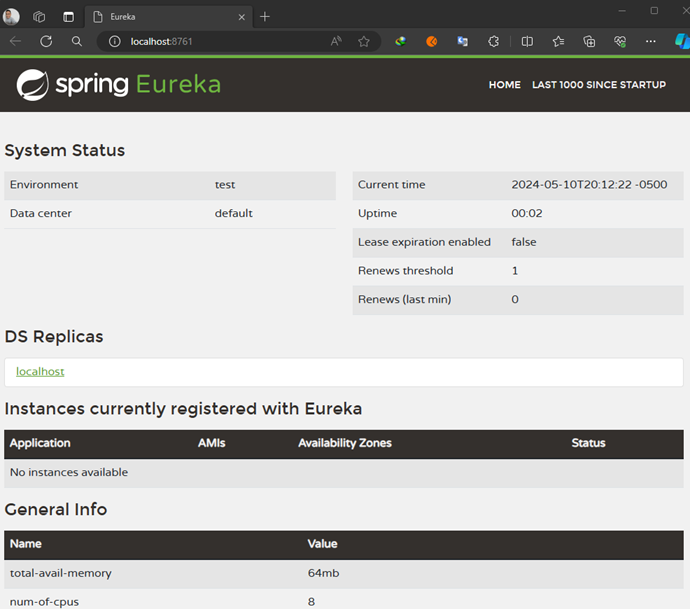 Eureka
localhost:8761
spring Eureka
HOME LAST 1000 SINCE STARTUP
System Status
Environment test
Data center default
Current time 2024-05-10T20:12:22 -0500
Uptime 00:02
Lease expiration enabled false
Renews threshold 1
Renews (last min) 0
DS Replicas
localhost
Instances currently registered with Eureka
Application AMIs Availability Zones Status
No instances available
General Info
Name Value
total-avail-memory 64mb
num-of-cpus 8